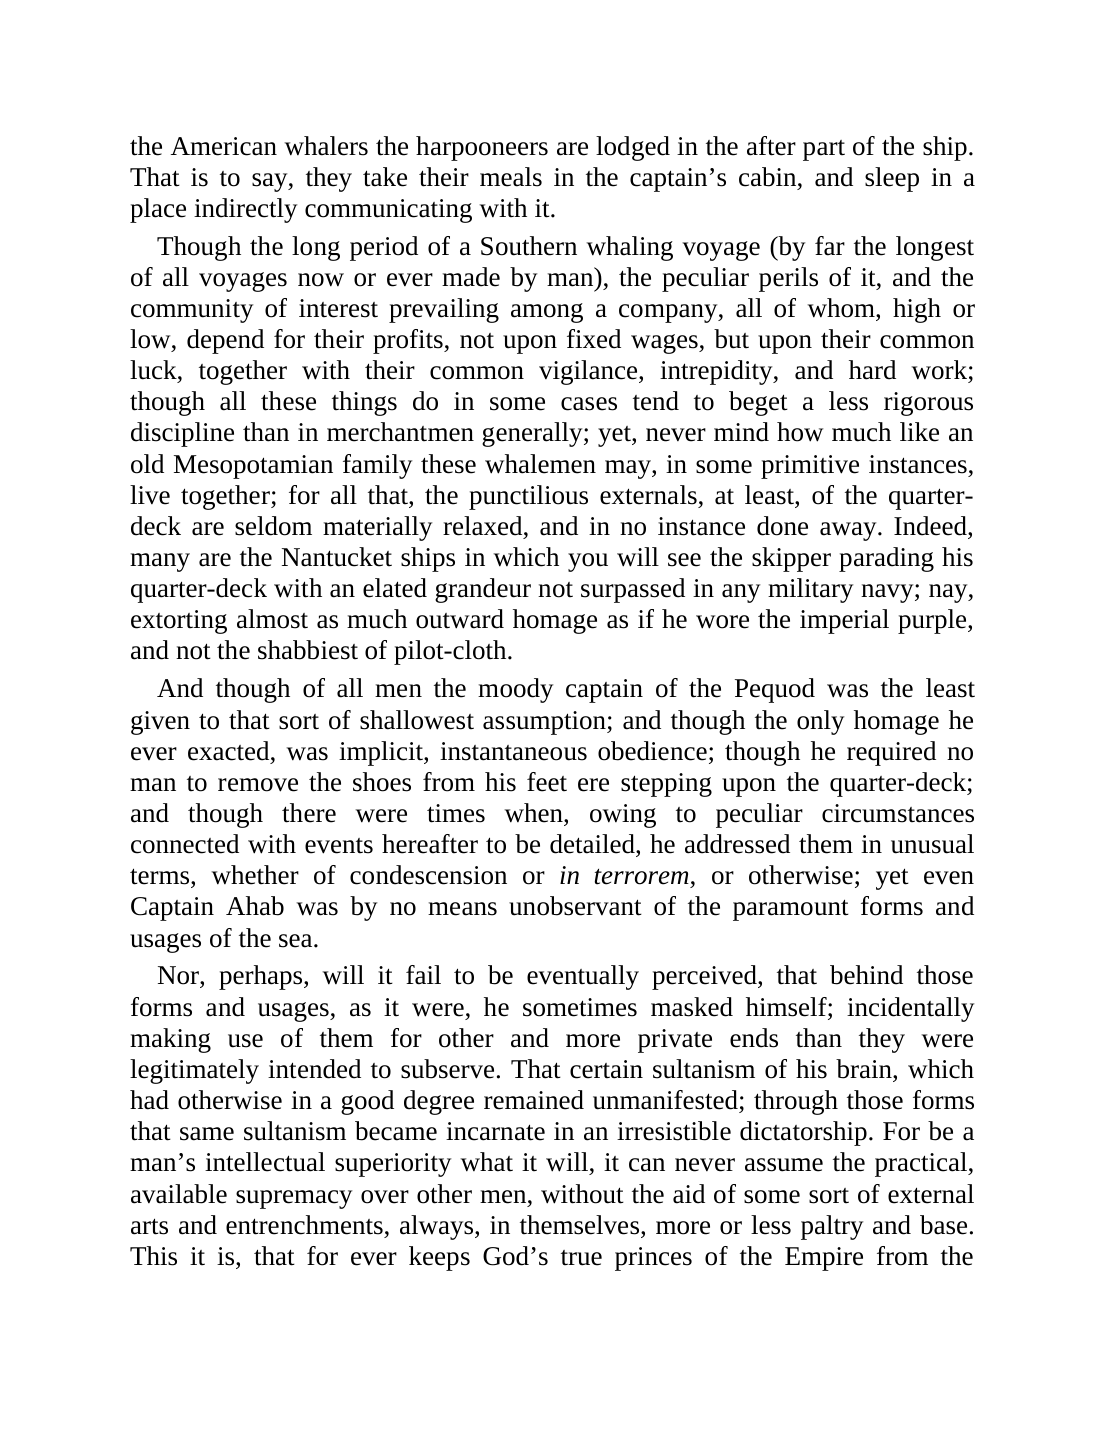 the American whalers the harpooneers are lodged in the after part of the ship.
That is to say, they take their meals in the captain’s cabin, and sleep in a
place indirectly communicating with it.
Though the long period of a Southern whaling voyage (by far the longest
of all voyages now or ever made by man), the peculiar perils of it, and the
community of interest prevailing among a company, all of whom, high or
low, depend for their profits, not upon fixed wages, but upon their common
luck, together with their common vigilance, intrepidity, and hard work;
though all these things do in some cases tend to beget a less rigorous
discipline than in merchantmen generally; yet, never mind how much like an
old Mesopotamian family these whalemen may, in some primitive instances,
live together; for all that, the punctilious externals, at least, of the quarter-
deck are seldom materially relaxed, and in no instance done away. Indeed,
many are the Nantucket ships in which you will see the skipper parading his
quarter-deck with an elated grandeur not surpassed in any military navy; nay,
extorting almost as much outward homage as if he wore the imperial purple,
and not the shabbiest of pilot-cloth.
And though of all men the moody captain of the Pequod was the least
given to that sort of shallowest assumption; and though the only homage he
ever exacted, was implicit, instantaneous obedience; though he required no
man to remove the shoes from his feet ere stepping upon the quarter-deck;
and though there were times when, owing to peculiar circumstances
connected with events hereafter to be detailed, he addressed them in unusual
terms, whether of condescension or in terrorem, or otherwise; yet even
Captain Ahab was by no means unobservant of the paramount forms and
usages of the sea.
Nor, perhaps, will it fail to be eventually perceived, that behind those
forms and usages, as it were, he sometimes masked himself; incidentally
making use of them for other and more private ends than they were
legitimately intended to subserve. That certain sultanism of his brain, which
had otherwise in a good degree remained unmanifested; through those forms
that same sultanism became incarnate in an irresistible dictatorship. For be a
man’s intellectual superiority what it will, it can never assume the practical,
available supremacy over other men, without the aid of some sort of external
arts and entrenchments, always, in themselves, more or less paltry and base.
This it is, that for ever keeps God’s true princes of the Empire from the